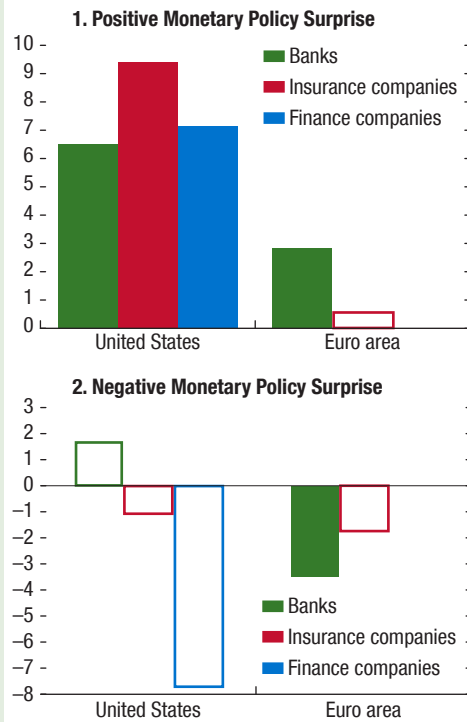 1. Positive Monetary Policy Surprise
10
9
8
7
6
5
4
3
2
1
0
Banks
Insurance companies
Finance companies
United States Euro area
2. Negative Monetary Policy Surprise
3
2
1
0
–1
–2
–3
–4
–5
–6
–7
–8
Banks
Insurance companies
Finance companies
United States Euro area